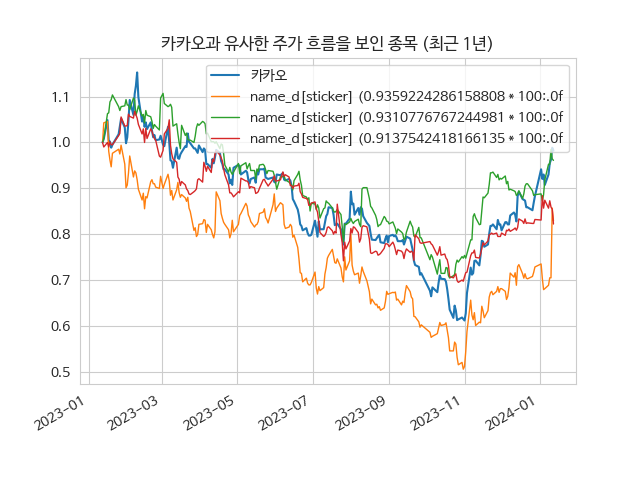 카카오과 유사한 주가 흐름을 보인 종목 (최근 1년)
카카오
name_d[sticker] (0.93592242861588​08 * 100:.0f
name_d[sticker] (0.9310776767244981 * 100:.0f
name_d[sticker] (0.9137542418166135 * 100:.0f
1.1
1.0
0.9
0.8
0.7
0.6
0.5
2023-01
2023-03
2023-05
2023-07
2023-09
2023-11
2024-01